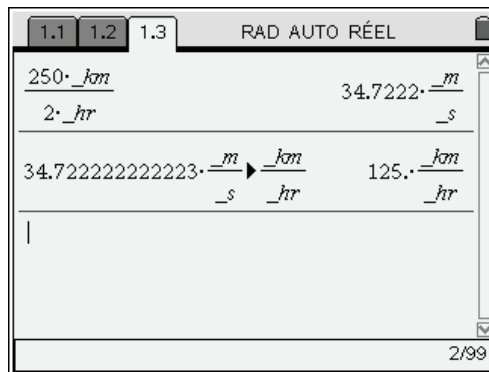 1.1 1.2 1.3 RAD AUTO RÉEL
250·_km
2·_hr
34.7222·_m
_s
34.722222222223·_m/_s▶_km/_hr 125.·_km/_hr
2/99